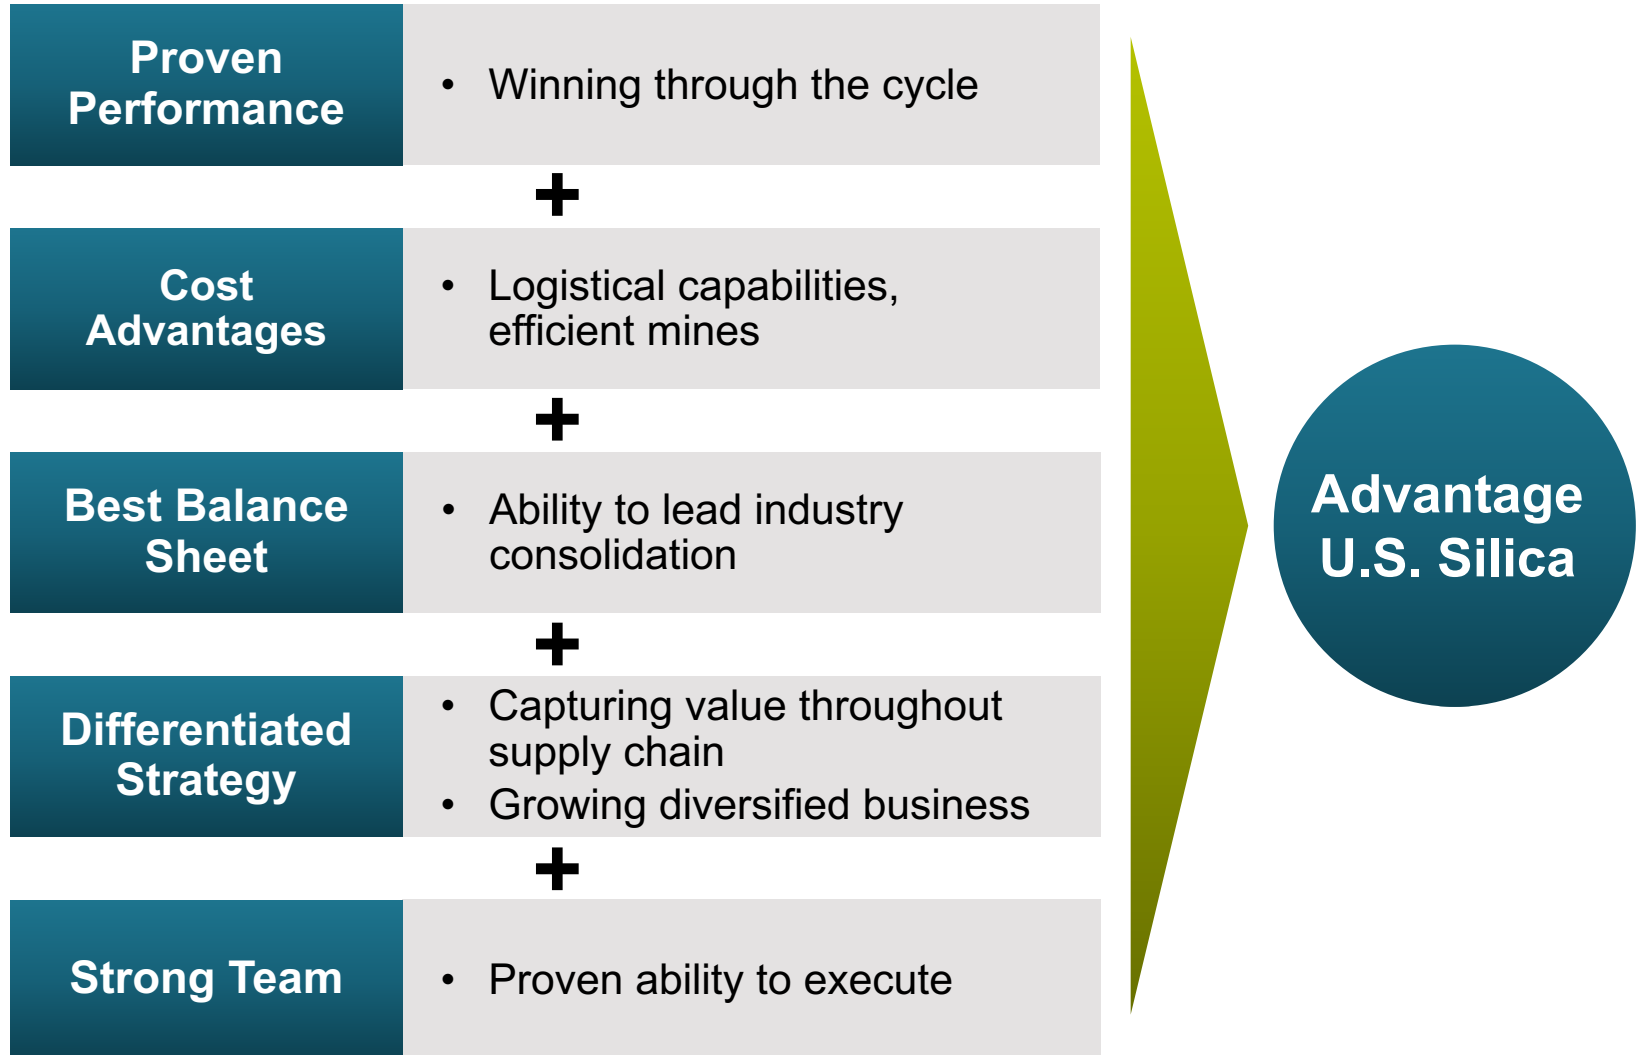 Proven
Performance
• Winning through the cycle
+
Cost
Advantages
• Logistical capabilities,
efficient mines
+
Best Balance
Sheet
• Ability to lead industry
consolidation
+
Differentiated
Strategy
• Capturing value throughout
supply chain
• Growing diversified business
+
Strong Team
• Proven ability to execute
Advantage
U.S. Silica